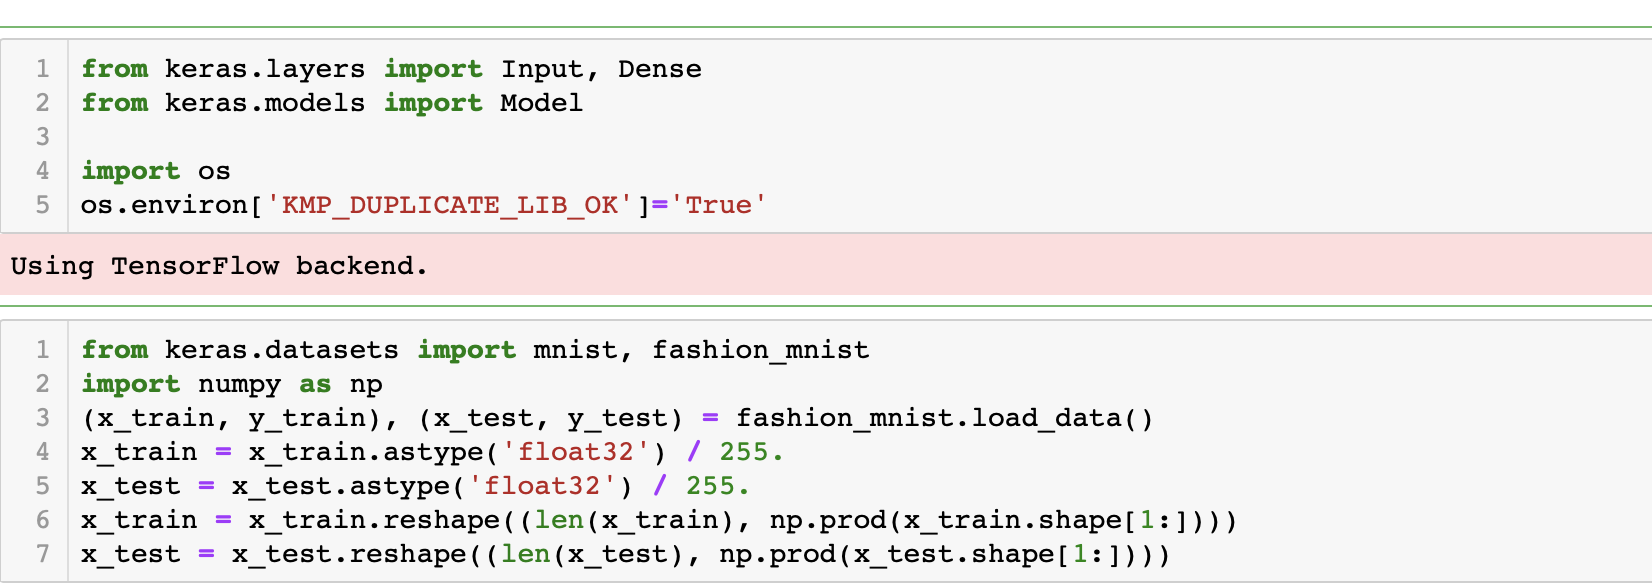 1 from keras.layers import Input, Dense
2 from keras.models import Model
3
4 import os
5 os.environ['KMP_DUPLICATE_LIB_OK']='True'
Using TensorFlow backend.
1 from keras.datasets import mnist, fashion_mnist
2 import numpy as np
3 (x_train, y_train), (x_test, y_test) = fashion_mnist.load_data()
4 x_train = x_train.astype('float32') / 255.
5 x_test = x_test.astype('float32') / 255.
6 x_train = x_train.reshape((len(x_train), np.prod(x_train.shape[1:])))
7 x_test = x_test.reshape((len(x_test), np.prod(x_test.shape[1:])))